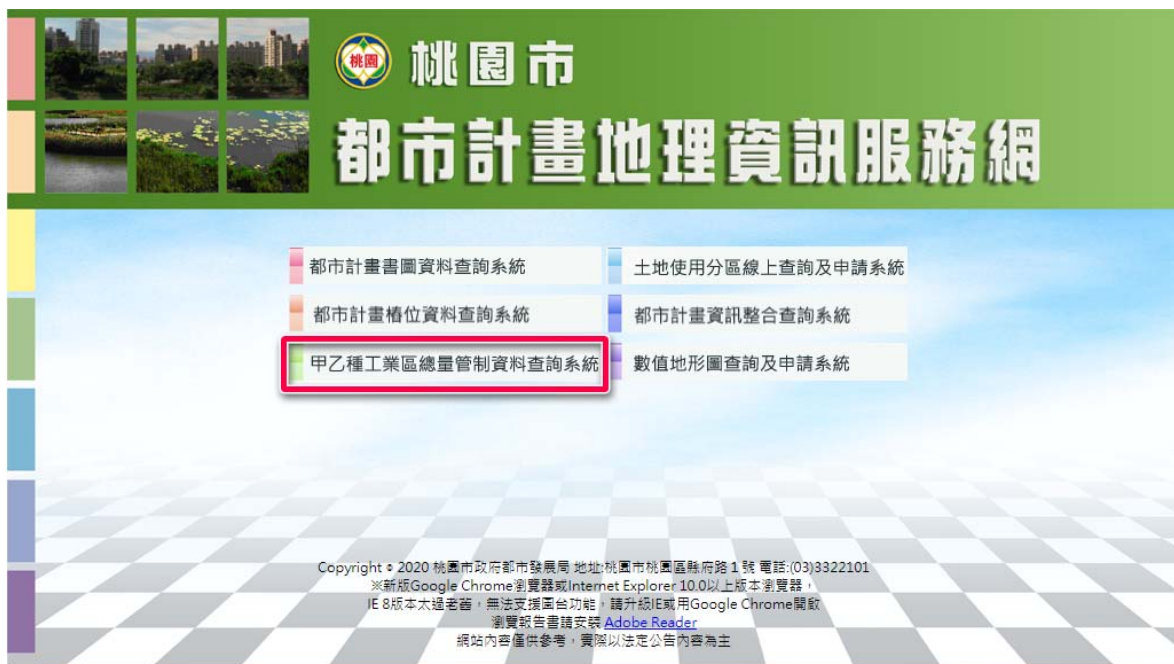 桃園
桃園市
都市計畫地理資訊服務網
都市計畫書圖資料查詢系統
土地使用分區線上查詢及申請系統
都市計畫樁位資料查詢系統
都市計畫資訊整合查詢系統
甲乙種工業區總量管制資料查詢系統
數值地形圖查詢及申請系統
Copyright © 2020 桃園市政府都市發展局 地址:桃園市桃園區縣府路 1 號 電話:(03)3322101
※新版Google Chrome瀏覽器或Internet Explorer 10.0以上版本瀏覽器，
IE 8版本太過老舊，無法支援圖台功能，請升級IE或用Google Chrome開啟
瀏覽報告書請安裝 Adobe Reader
網站內容僅供參考，實際以法定公告內容為主